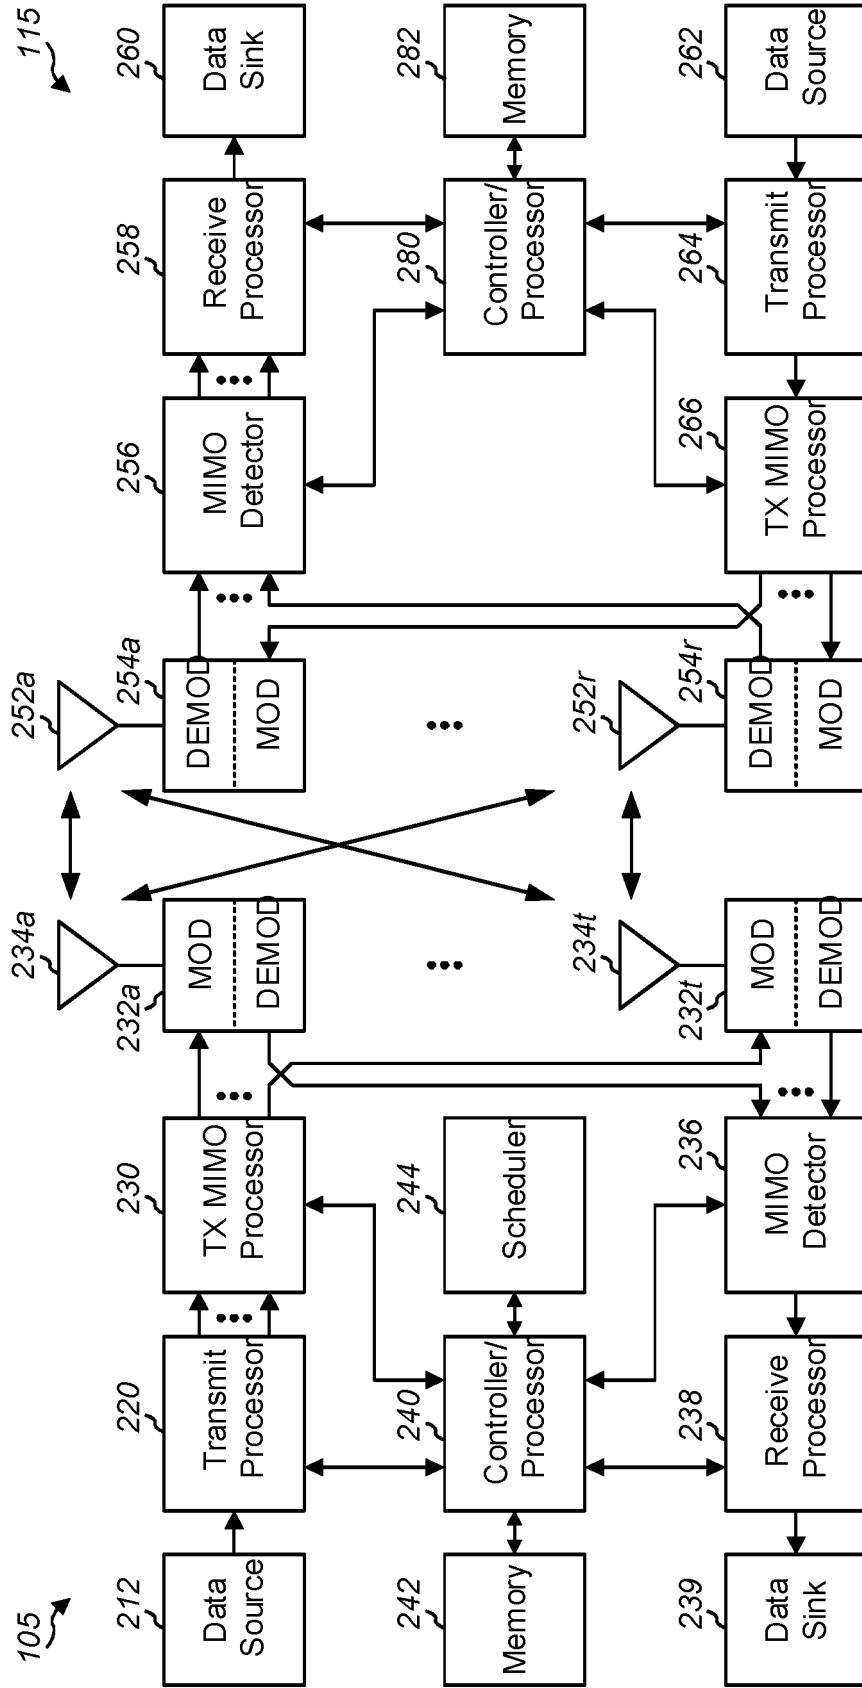 105
115
212
Data
Source
220
Transmit
Processor
230
TX MIMO
Processor
232a
MOD
DEMOD
234a
252a
254a
DEMOD
MOD
256
MIMO
Detector
258
Receive
Processor
260
Data
Sink
242
Memory
240
Controller/
Processor
244
Scheduler
280
Controller/
Processor
282
Memory
239
Data
Sink
238
Receive
Processor
236
MIMO
Detector
232t
MOD
DEMOD
234t
252r
254r
DEMOD
MOD
266
TX MIMO
Processor
264
Transmit
Processor
262
Data
Source